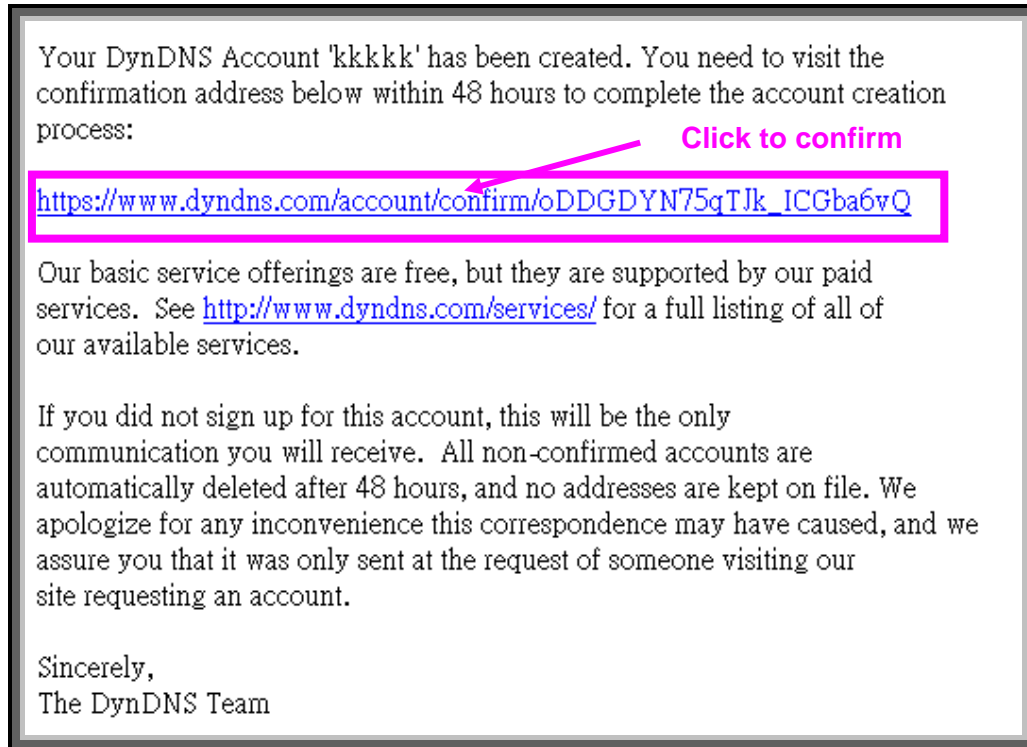 Your DynDNS Account 'kkkkk' has been created. You need to visit the
confirmation address below within 48 hours to complete the account creation
process:
Click to confirm
https://www.dyndns.com/account/confirm/oDDGDYN75qTJk_ICGba6vQ
Our basic service offerings are free, but they are supported by our paid
services.  See http://www.dyndns.com/services/ for a full listing of all of
our available services.
If you did not sign up for this account, this will be the only
communication you will receive.  All non-confirmed accounts are
automatically deleted after 48 hours, and no addresses are kept on file. We
apologize for any inconvenience this correspondence may have caused, and we
assure you that it was only sent at the request of someone visiting our
site requesting an account.
Sincerely,
The DynDNS Team